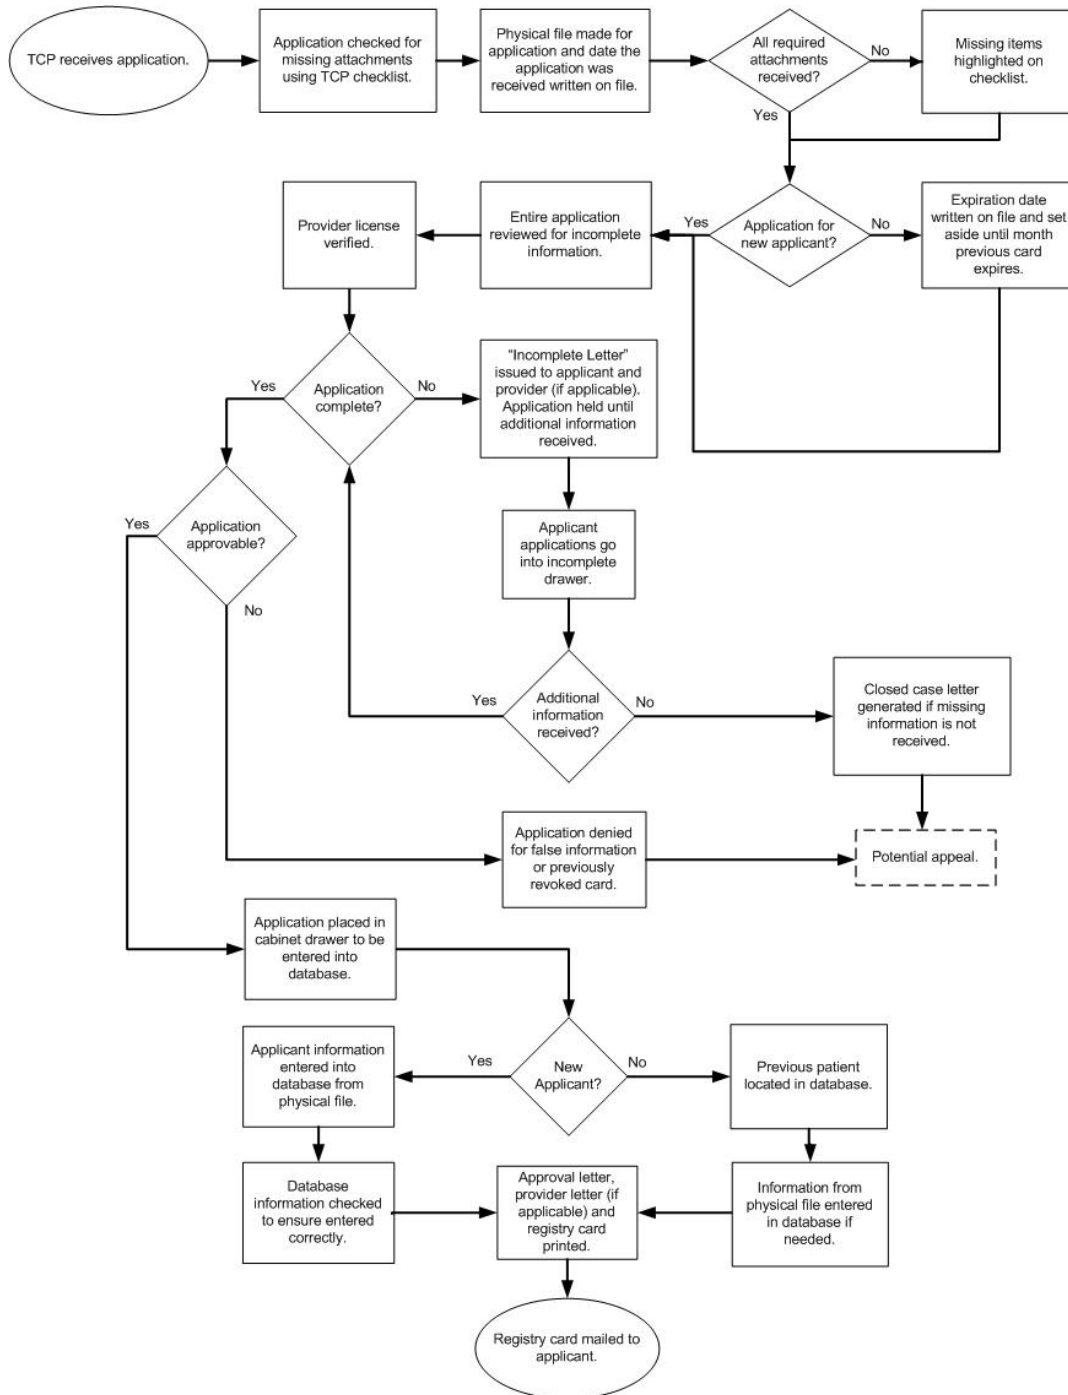 TCP receives application.
Application checked for
missing attachments
using TCP checklist.
Physical file made for
application and date the
application was
received written on file.
All required
attachments
received?
No
Missing items
highlighted on
checklist.
Yes
Provider license
verified.
Entire application
reviewed for incomplete
information.
Yes
Application for
new applicant?
No
Expiration date
written on file and set
aside until month
previous card
expires.
Yes
Application
complete?
No
“Incomplete Letter”
issued to applicant and
provider (if applicable).
Application held until
additional information
received.
Yes
Application
approvable?
No
Applicant
applications go
into incomplete
drawer.
Yes
Additional
information
received?
No
Closed case letter
generated if missing
information is not
received.
Application denied
for false information
or previously
revoked card.
Potential appeal.
Application placed in
cabinet drawer to be
entered into
database.
Applicant information
entered into
database from
physical file.
Yes
New
Applicant?
No
Previous patient
located in database.
Database
information checked
to ensure entered
correctly.
Approval letter,
provider letter (if
applicable) and
registry card
printed.
Information from
physical file entered
in database if
needed.
Registry card mailed to
applicant.